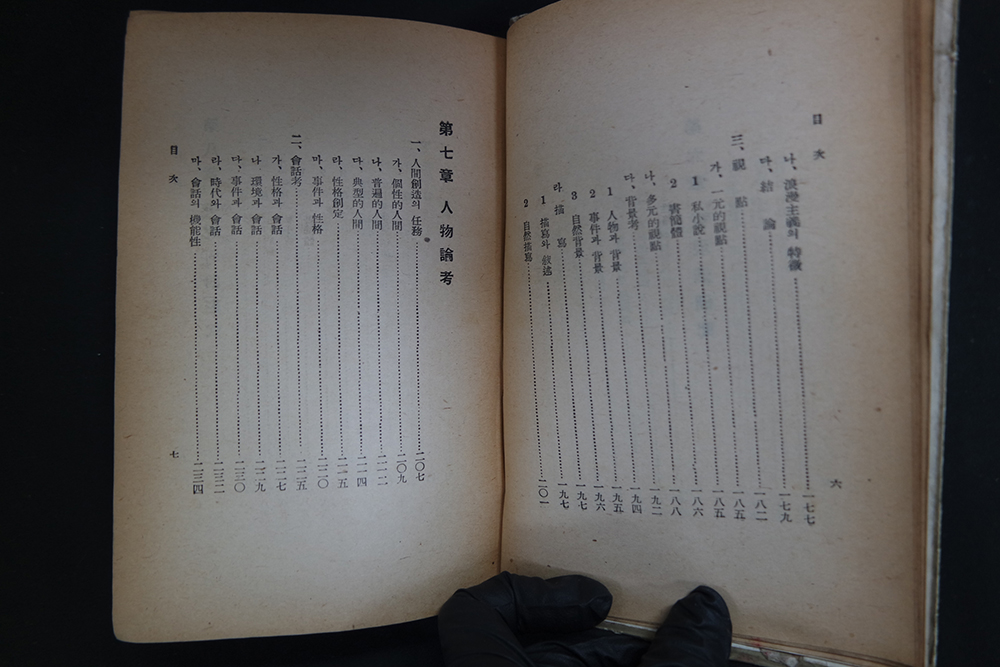 目次
六
나、浪漫主義의 特徵……一七七
다、結論……一七九
三、視點……一八二
가、一元的視點……一八五
1 私小說……一八五
2 書簡體……一八六
나、多元的視點……一八八
다、背景考……一九二
1 人物과 背景……一九四
2 事件과 背景……一九五
3 自然背景……一九六
라、描寫……一九七
1 描寫와 敍述……一九七
2 自然描寫……二〇一
第七章 人物論考
一、人間創造의 任務……二〇七
가、個性的人間……二〇九
나、普遍的人間……二一二
다、典型的人間……二一四
라、性格創定……二一五
마、事件과 性格……二二〇
二、會話考……二二五
가、性格과 會話……二二七
나、環境과 會話……二二九
다、事件과 會話……二三〇
라、時代와 會話……二三二
마、會話의 機能性……二三四
目次
七